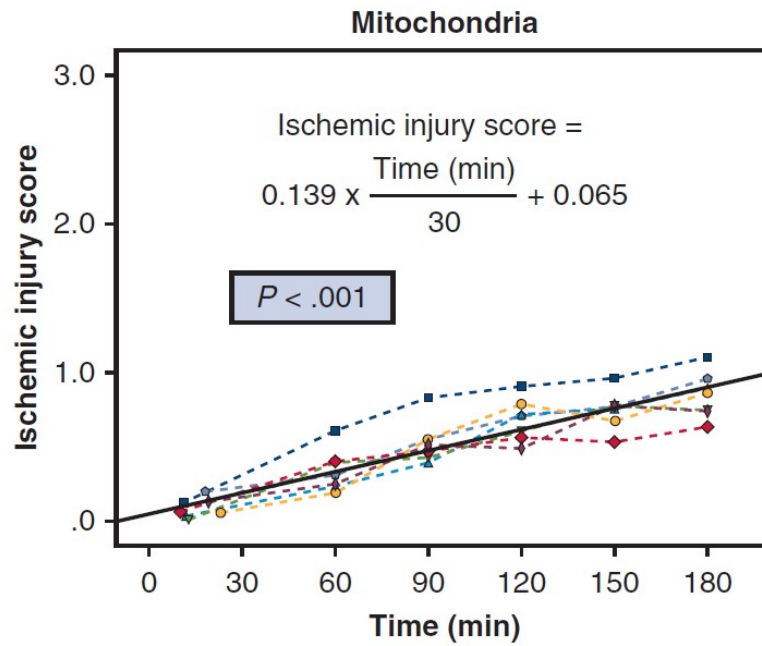 Mitochondria
Ischemic injury score
3.0
2.0
1.0
.0
Ischemic injury score =
0.139 x Time (min) / 30 + 0.065
P < .001
0 30 60 90 120 150 180
Time (min)